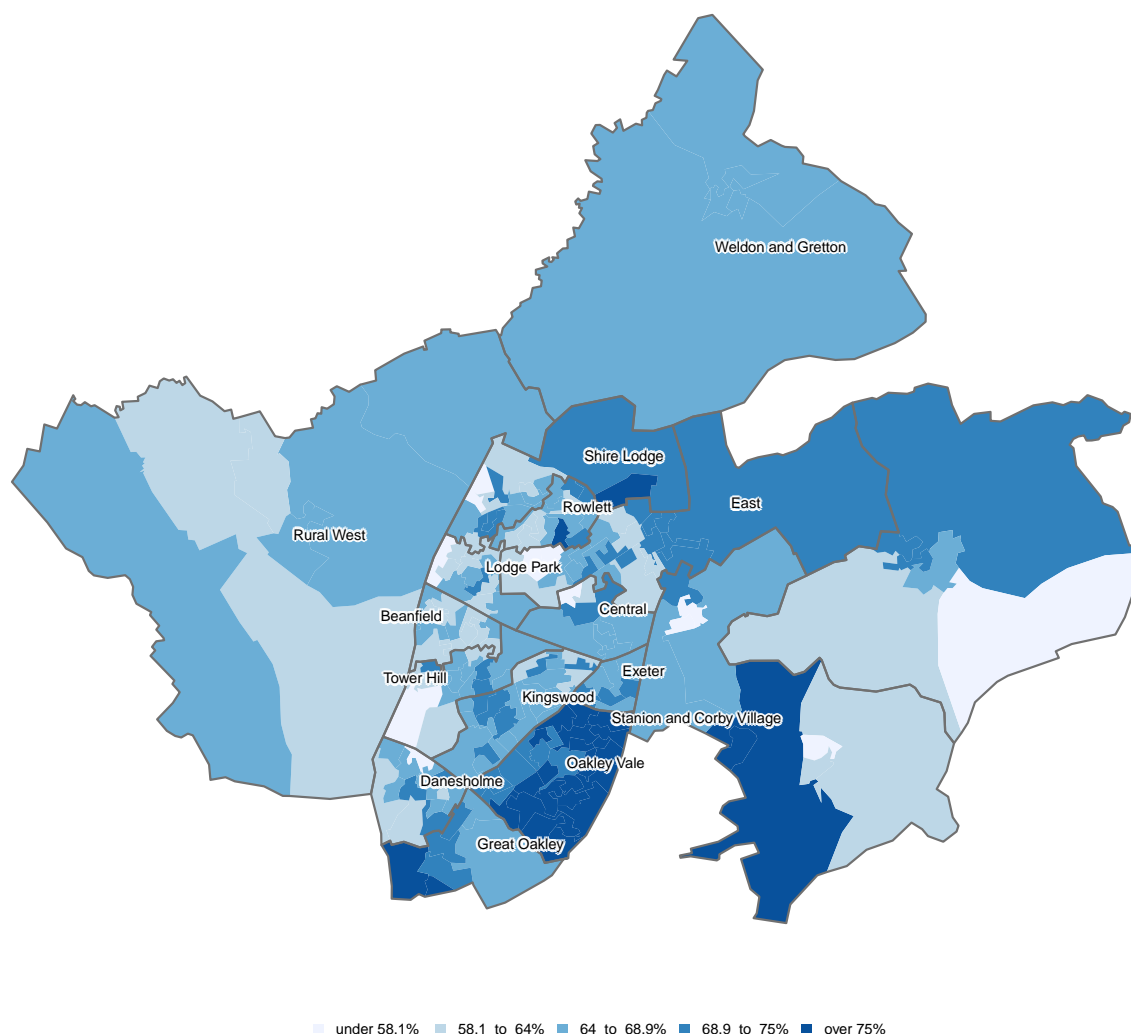 Weldon and Gretton
Shire Lodge
East
Rowlett
Rural West
Lodge Park
Central
Beanfield
Exeter
Tower Hill
Kingswood
Stanion and Corby Village
Oakley Vale
Danesholme
Great Oakley
under 58.1% 58.1 to 64% 64 to 68.9% 68.9 to 75% over 75%